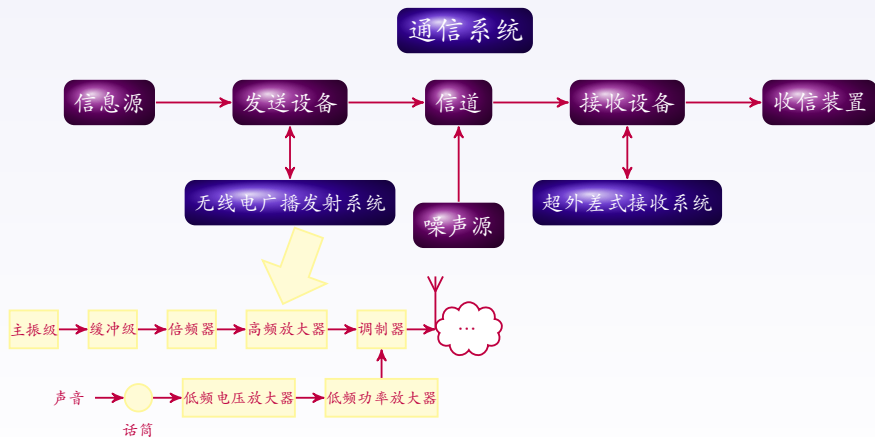 通信系统
信息源
发送设备
信道
接收设备
收信装置
无线电广播发射系统
噪声源
超外差式接收系统
主振级
缓冲级
倍频器
高频放大器
调制器
...
声音
话筒
低频电压放大器
低频功率放大器